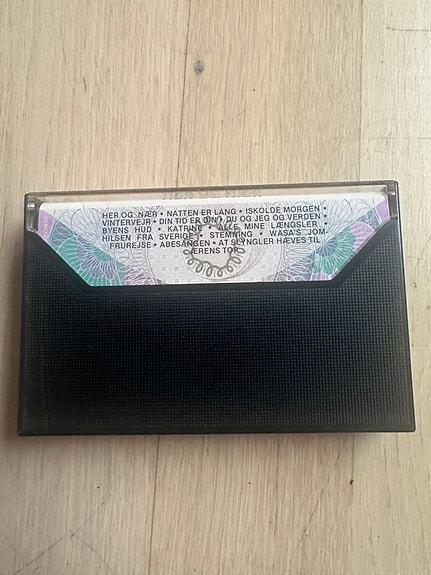 HER OG NÆR • NATTEN ER LANG • ISKOLDE MORGEN •
VINTERVEJR • DIN TID ER DIN • DU OG JEG OG VERDEN •
BYENS HUD • KATRINE • ALLE MINE LÆNGSLER •
HILSEN FRA SVERIGE • STEMNING • WASA'S JOM-
FRUREJSE • ABESANGEN • AT SLYNGLER HÆVES TIL
ÆRENS TOP